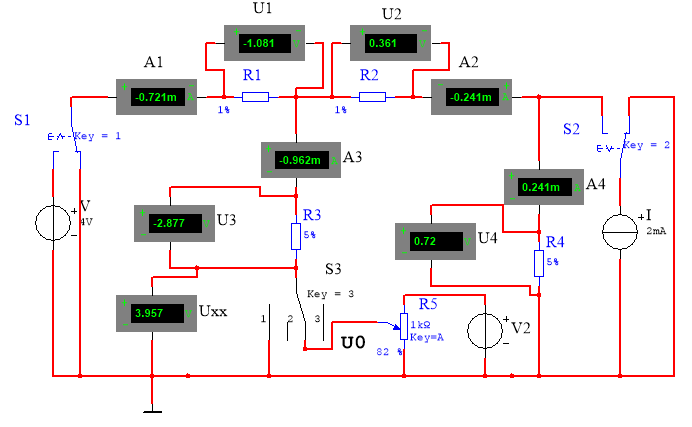 U1
U2
-1.081 V
0.361 V
A1
R1
R2
A2
-0.721m A
-0.241m A
1%
1%
S1
Key = 1
S2
Key = 2
-0.962m A
A3
0.241m A
A4
V
4V
-2.877 V
U3
R3
5%
0.72 V
U4
R4
5%
I
2mA
S3
Key = 3
3.957 V
Uxx
1
2
3
R5
1kΩ
Key=A
82 %
U0
V2